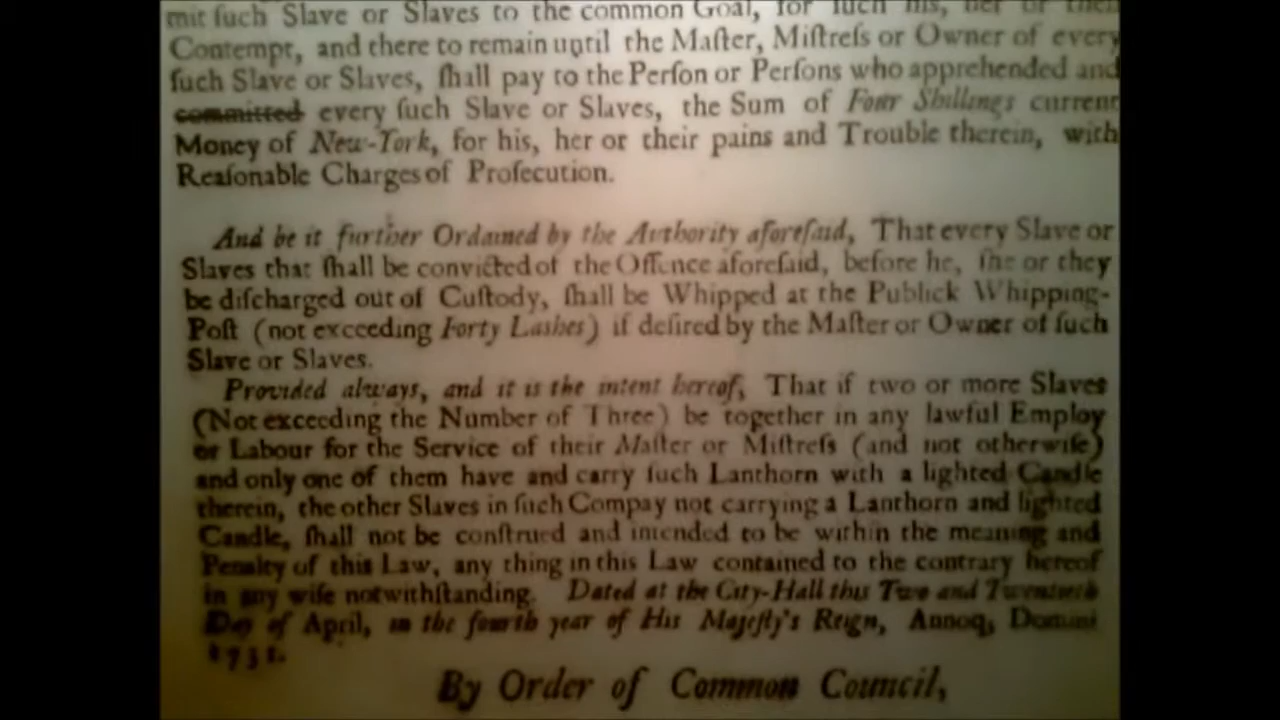 mit ſuch Slave or Slaves to the common Goal, for ſuch his, her or their
Contempt, and there to remain until the Maſter, Miſtreſs or Owner of every
ſuch Slave or Slaves, ſhall pay to the Perſon or Perſons who apprehended and
committed every ſuch Slave or Slaves, the Sum of Four Shillings current
Money of New-York, for his, her or their pains and Trouble therein, with
Reaſonable Charges of Proſecution.
And be it further Ordained by the Authority aforeſaid, That every Slave or
Slaves that ſhall be convicted of the Offence aforeſaid, before he, ſhe or they
be diſcharged out of Cuſtody, ſhall be Whipped at the Publick Whipping-
Poſt (not exceeding Forty Laſhes) if deſired by the Maſter or Owner of ſuch
Slave or Slaves.
Provided always, and it is the intent hereof, That if two or more Slaves
(Not exceeding the Number of Three) be together in any lawful Employ
or Labour for the Service of their Maſter or Miſtreſs (and not otherwiſe)
and only one of them have and carry ſuch Lanthorn with a lighted Candle
therein, the other Slaves in ſuch Compay not carrying a Lanthorn and lighted
Candle, ſhall not be conſtrued and intended to be within the meaning and
Penalty of this Law, any thing in this Law contained to the contrary hereof
in any wiſe notwithſtanding. Dated at the City-Hall this Two and Twentieth
Day of April, in the fourth year of His Majeſty's Reign, Annoq, Domini
1731.
By Order of Common Council,